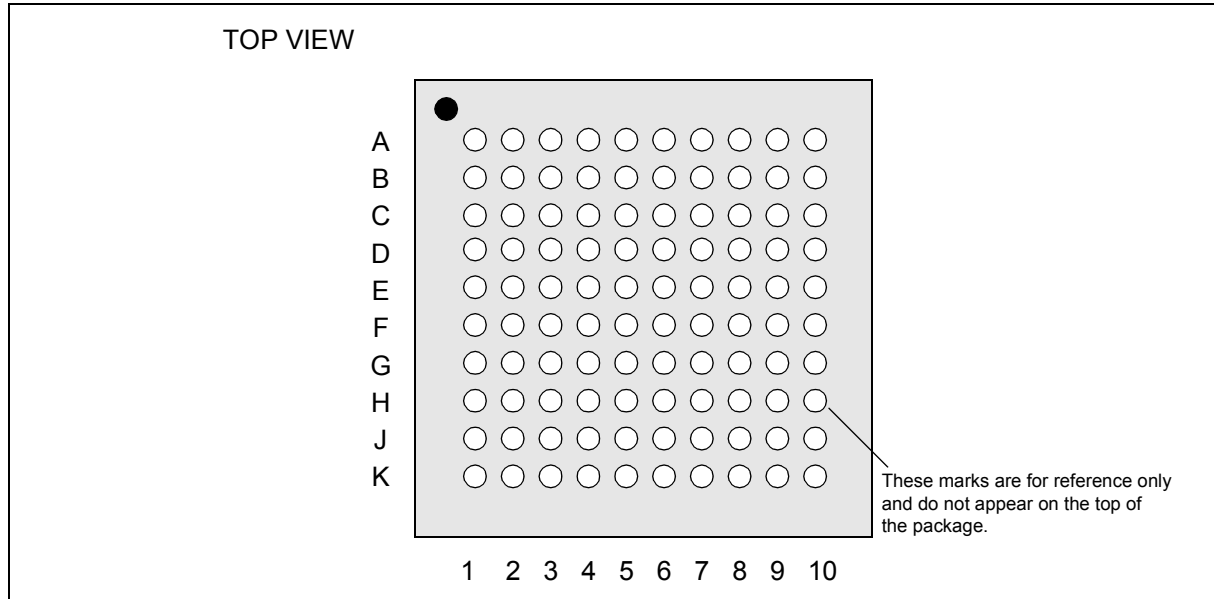 TOP VIEW
A
B
C
D
E
F
G
H
J
K
These marks are for reference only
and do not appear on the top of
the package.
1 2 3 4 5 6 7 8 9 10